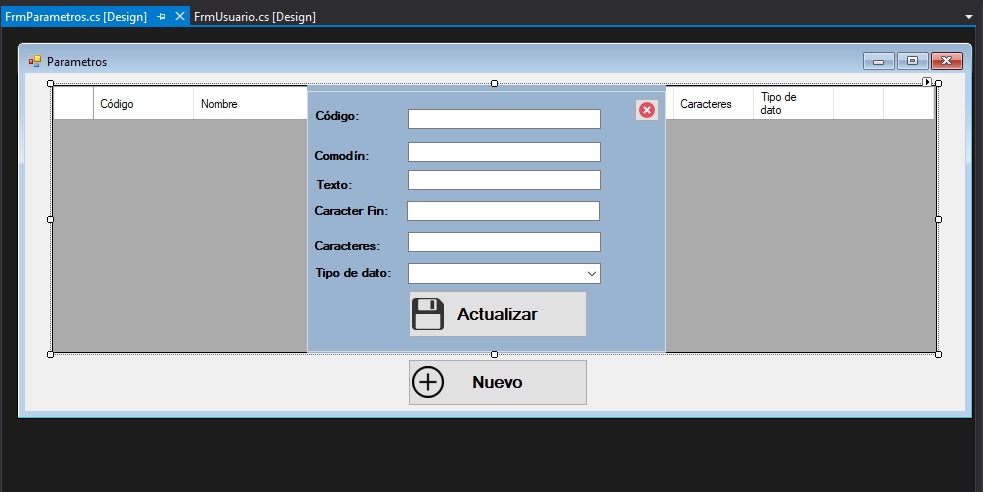 FrmParametros.cs [Design]
FrmUsuario.cs [Design]
Parametros
Código
Nombre
Caracteres
Tipo de
dato
Código:
Comodín:
Texto:
Caracter Fin:
Caracteres:
Tipo de dato:
Actualizar
Nuevo